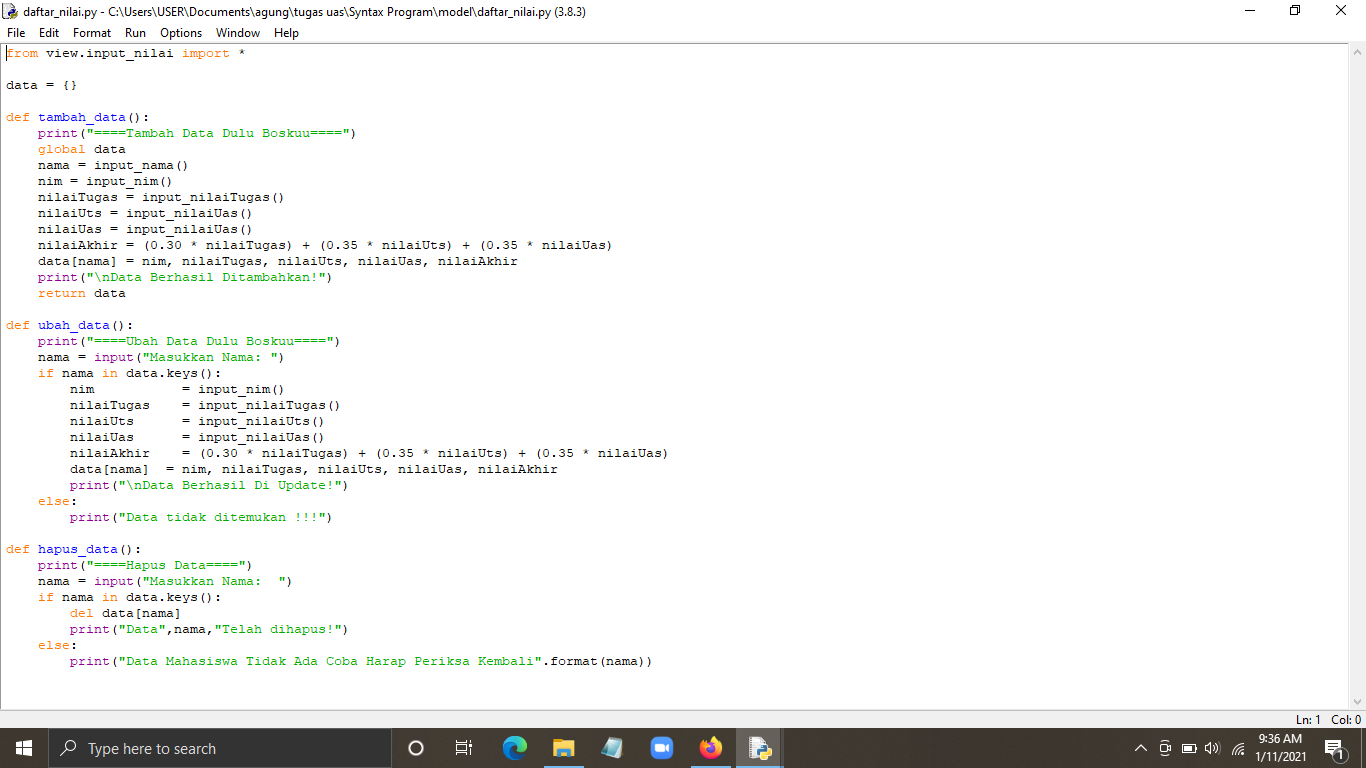 daftar_nilai.py - C:\Users\USER\Documents\agung\tugas uas\Syntax Program\model\daftar_nilai.py (3.8.3)
File Edit Format Run Options Window Help
from view.input_nilai import *
data = {}
def tambah_data():
    print("====Tambah Data Dulu Boskuu====")
    global data
    nama = input_nama()
    nim = input_nim()
    nilaiTugas = input_nilaiTugas()
    nilaiUts = input_nilaiUas()
    nilaiUas = input_nilaiUas()
    nilaiAkhir = (0.30 * nilaiTugas) + (0.35 * nilaiUts) + (0.35 * nilaiUas)
    data[nama] = nim, nilaiTugas, nilaiUts, nilaiUas, nilaiAkhir
    print("\nData Berhasil Ditambahkan!")
    return data
def ubah_data():
    print("====Ubah Data Dulu Boskuu====")
    nama = input("Masukkan Nama: ")
    if nama in data.keys():
        nim           = input_nim()
        nilaiTugas    = input_nilaiTugas()
        nilaiUts      = input_nilaiUts()
        nilaiUas      = input_nilaiUas()
        nilaiAkhir    = (0.30 * nilaiTugas) + (0.35 * nilaiUts) + (0.35 * nilaiUas)
        data[nama]  = nim, nilaiTugas, nilaiUts, nilaiUas, nilaiAkhir
        print("\nData Berhasil Di Update!")
    else:
        print("Data tidak ditemukan !!!")
def hapus_data():
    print("====Hapus Data====")
    nama = input("Masukkan Nama:  ")
    if nama in data.keys():
        del data[nama]
        print("Data",nama,"Telah dihapus!")
    else:
        print("Data Mahasiswa Tidak Ada Coba Harap Periksa Kembali".format(nama))
Ln: 1 Col: 0
Type here to search
9:36 AM
1/11/2021
1